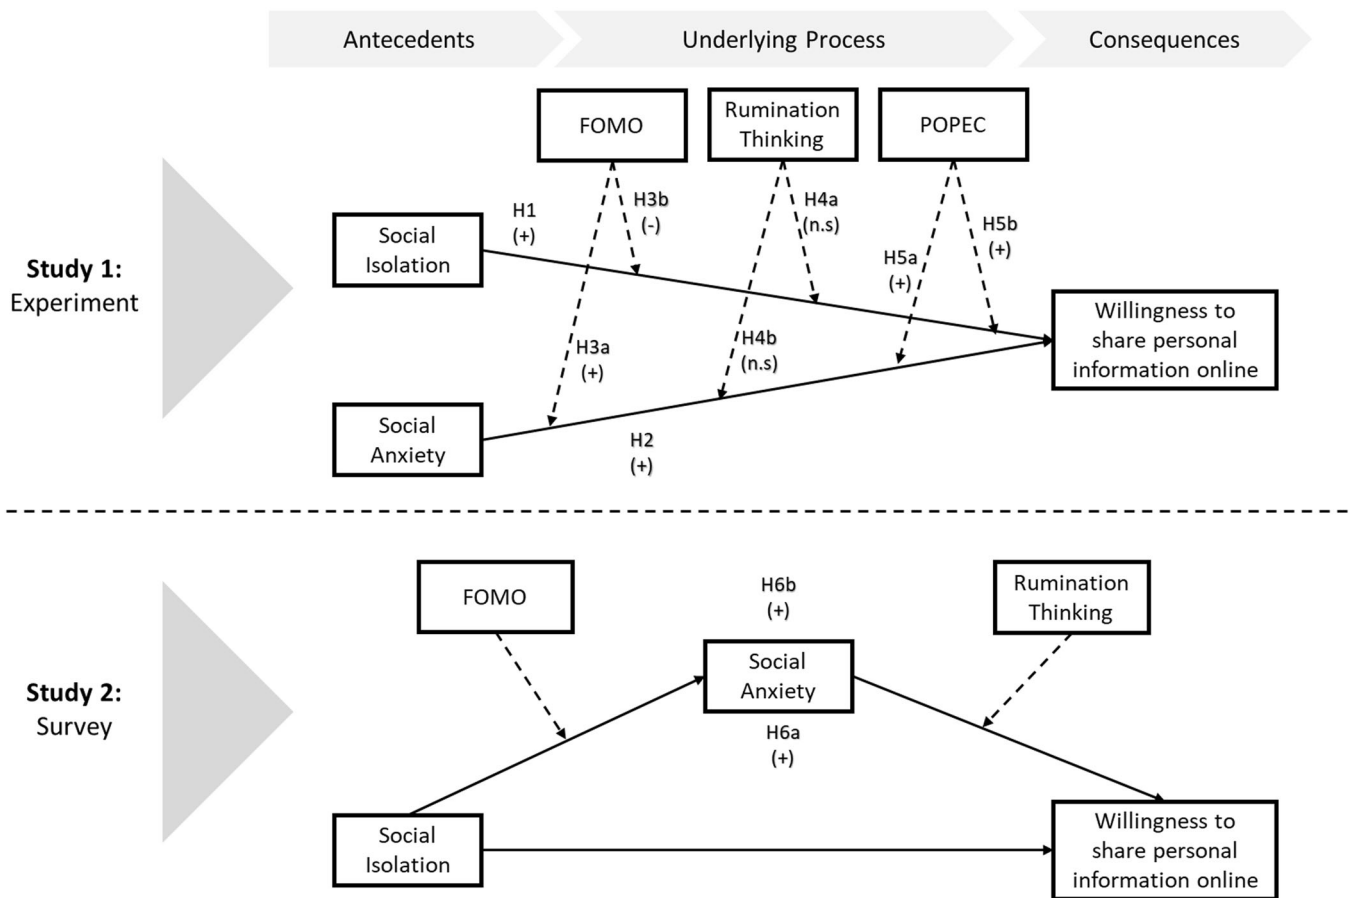 Antecedents
Underlying Process
Consequences
FOMO
Rumination
Thinking
POPEC
H1
(+)
H3b
(-)
H4a
(n.s)
H5b
(+)
Social
Isolation
H5a
(+)
Study 1:
Experiment
Willingness to
share personal
information online
H3a
(+)
H4b
(n.s)
Social
Anxiety
H2
(+)
FOMO
H6b
(+)
Rumination
Thinking
Social
Anxiety
Study 2:
Survey
H6a
(+)
Social
Isolation
Willingness to
share personal
information online